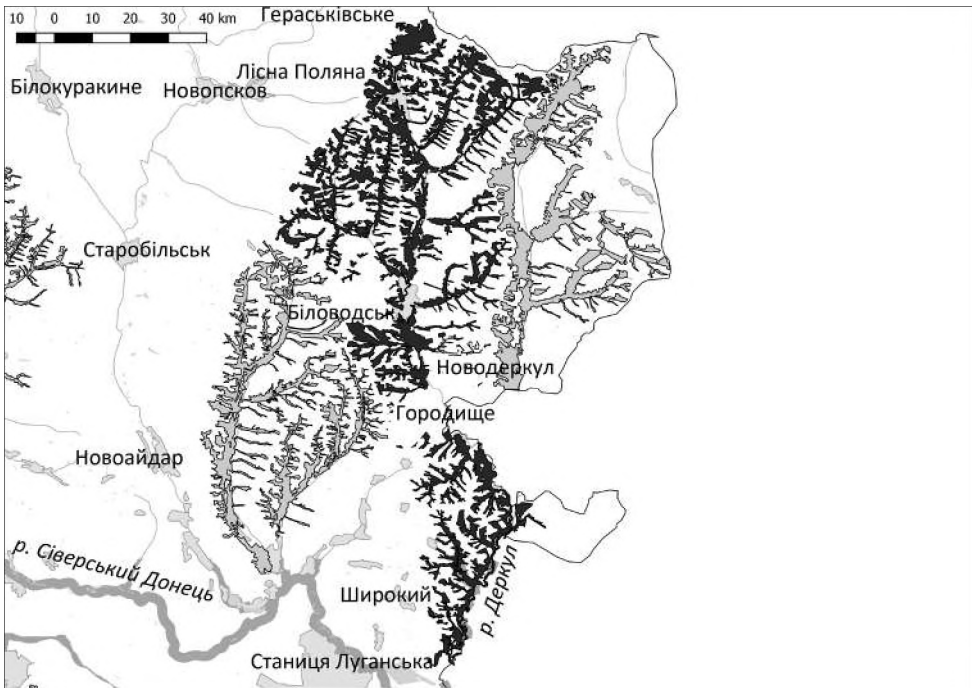 Гераськівське
10 0 10 20 30 40 km
Лісна Поляна
Білокуракине
Новопсков
Старобільськ
Біловодськ
Новодеркул
Городище
Новоайдар
р. Сіверський Донець
Широкий
р. Деркул
Станиця Луганська